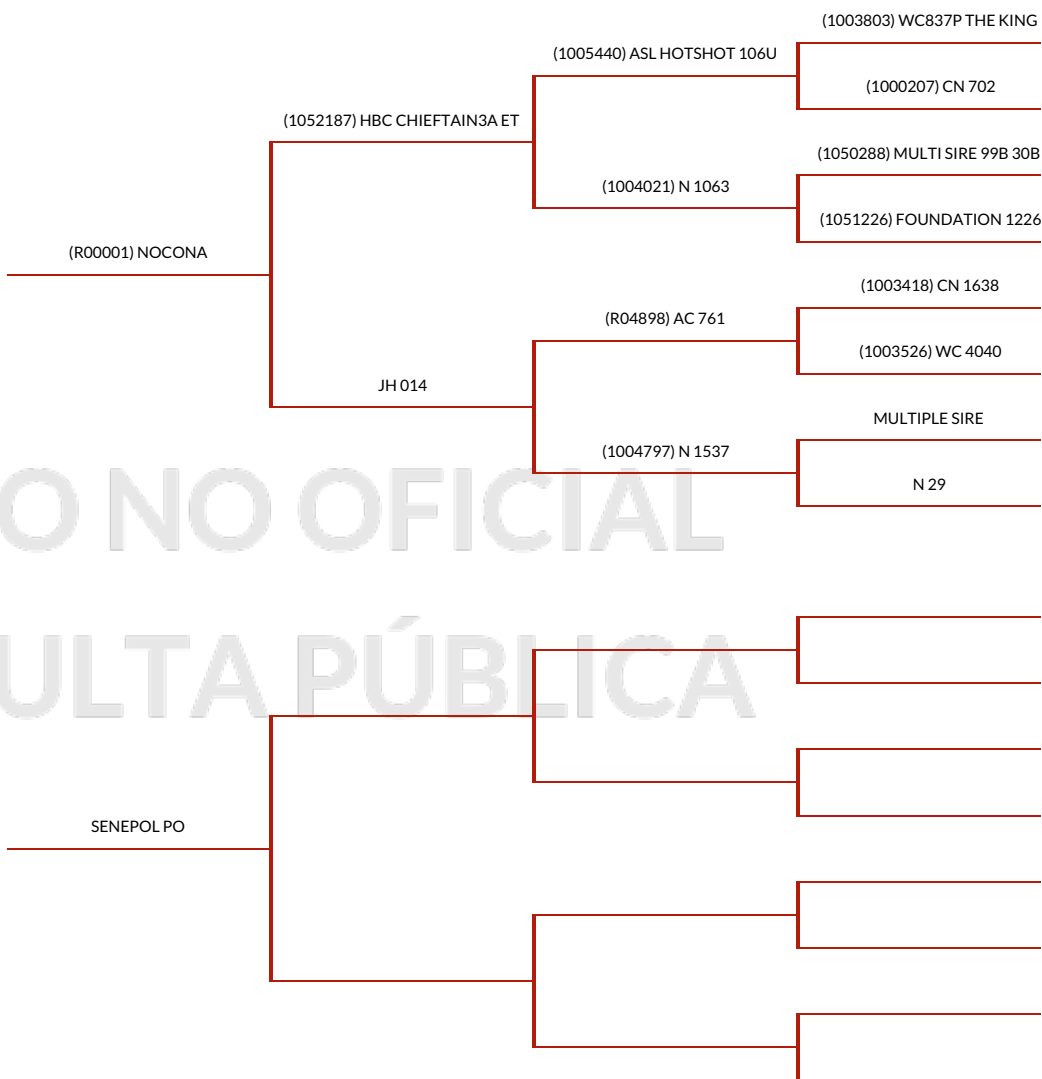 (1003803) WC837P THE KING
(1005440) ASL HOTSHOT 106U
(1000207) CN 702
(1052187) HBC CHIEFTAIN3A ET
(1050288) MULTI SIRE 99B 30B
(1004021) N 1063
(1051226) FOUNDATION 1226
(R00001) NOCONA
(1003418) CN 1638
(R04898) AC 761
(1003526) WC 4040
JH 014
MULTIPLE SIRE
(1004797) N 1537
N 29
O NO OFICIAL
ULTA PÚBLICA
SENEPOL PO